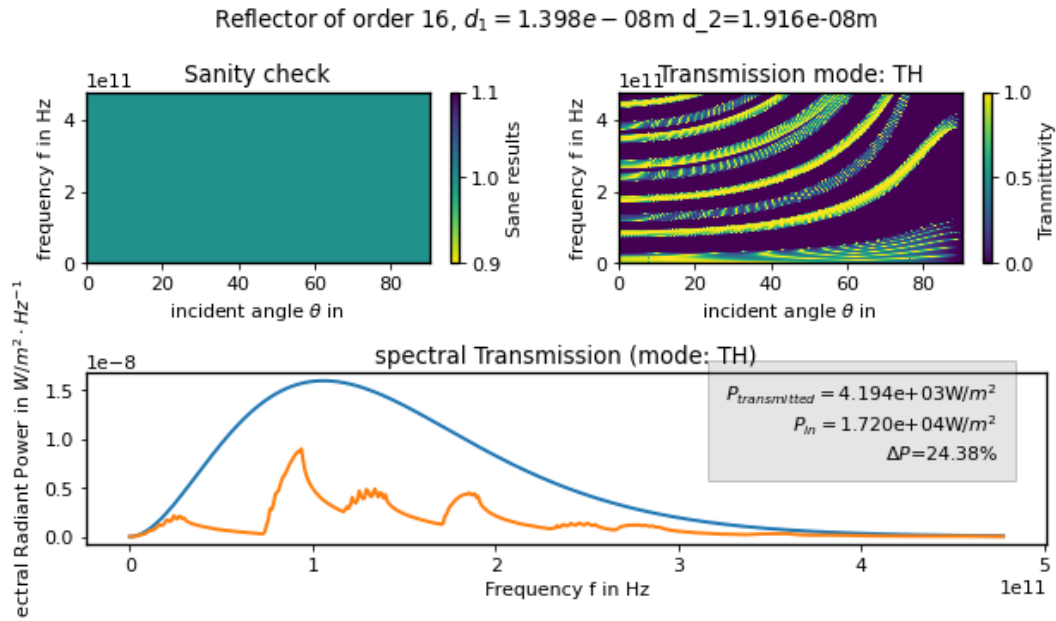 Reflector of order 16, d₁ = 1.398e − 08m d_2=1.916e-08m
Sanity check
1e11
frequency f in Hz
4
2
0
0 20 40 60 80
incident angle θ in
1.1
1.0
0.9
Sane results
Transmission mode: TH
1e11
frequency f in Hz
4
2
0
0 20 40 60 80
incident angle θ in
1.0
0.5
0.0
Tranmittivity
spectral Transmission (mode: TH)
1e−8
ectral Radiant Power in W/m² · Hz⁻¹
1.5
1.0
0.5
0.0
P_transmitted = 4.194e+03W/m²
P_in = 1.720e+04W/m²
ΔP=24.38%
0 1 2 3 4 5
1e11
Frequency f in Hz